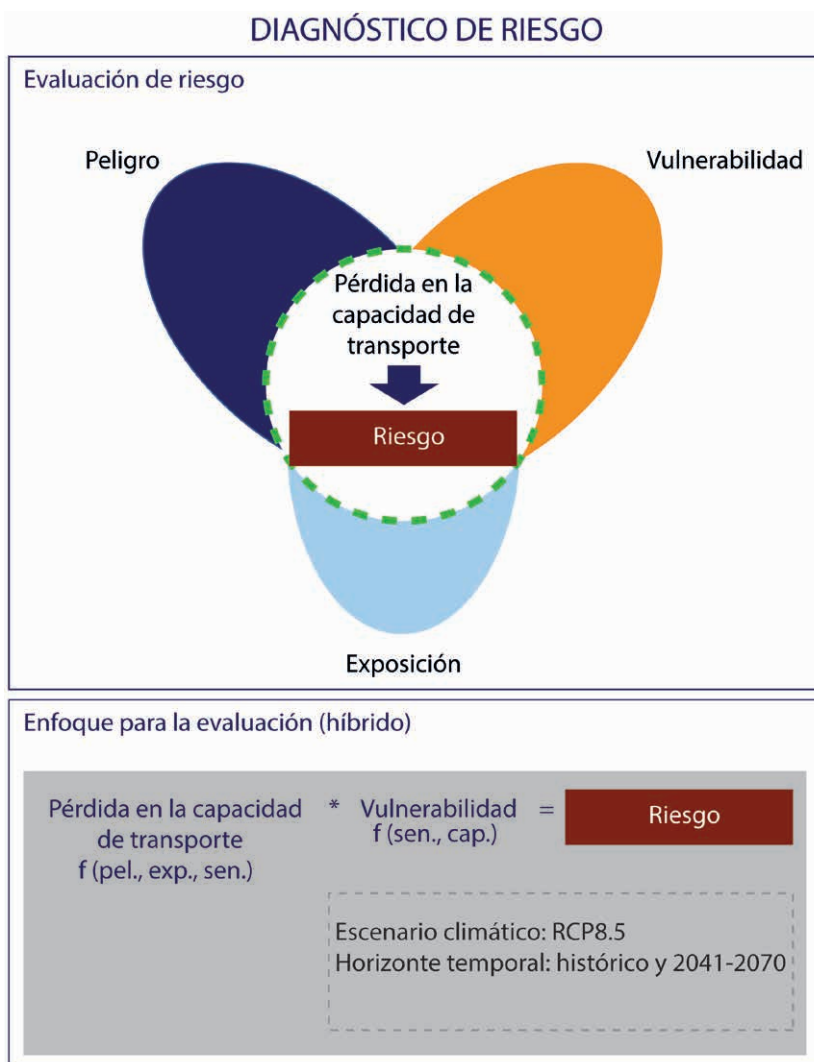 DIAGNÓSTICO DE RIESGO
Evaluación de riesgo
Peligro
Vulnerabilidad
Pérdida en la
capacidad de
transporte
Riesgo
Exposición
Enfoque para la evaluación (híbrido)
Pérdida en la capacidad
de transporte
f (pel., exp., sen.)
*
Vulnerabilidad
f (sen., cap.)
=
Riesgo
Escenario climático: RCP8.5
Horizonte temporal: histórico y 2041-2070